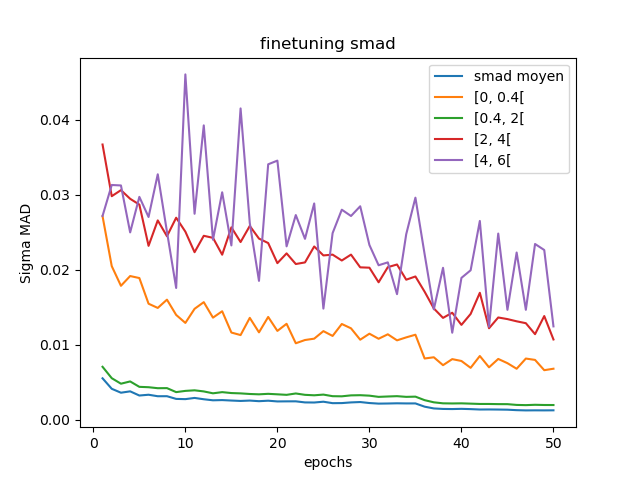 finetuning smad
smad moyen
[0, 0.4[
[0.4, 2[
[2, 4[
[4, 6[
Sigma MAD
0.04
0.03
0.02
0.01
0.00
0 10 20 30 40 50
epochs